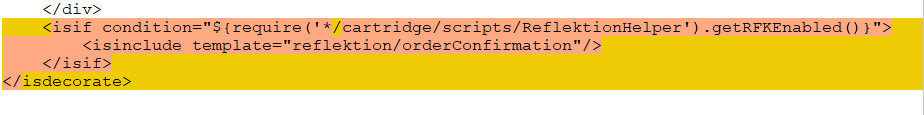 </div>
<isif condition="${require('*/cartridge/scripts/ReflektionHelper').getRFKEnabled()}">
<isinclude template="reflektion/orderConfirmation"/>
</isif>
</isdecorate>